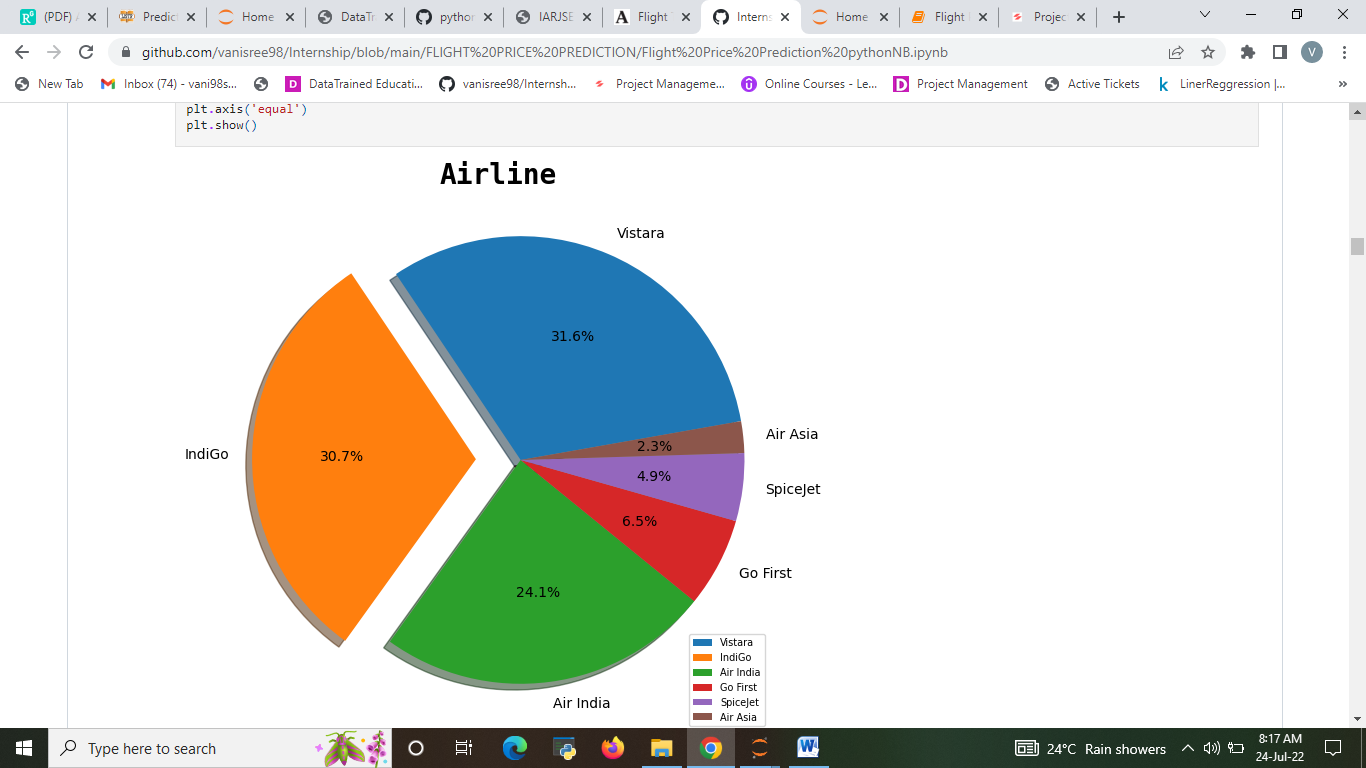 (PDF) A Predict Home DataTr python IARJSE Flight Interns Home Flight Projec
github.com/vanisree98/Internship/blob/main/FLIGHT%20PRICE%20PREDICTION/Flight%20Price%20Prediction%20pythonNB.ipynb V
New Tab Inbox (74) - vani98s... DataTrained Educati... vanisree98/Internsh... Project Manageme... Online Courses - Le... Project Management Active Tickets LinerReggression |... »
plt.axis('equal')
plt.show()
Airline
Vistara
31.6%
Air Asia
2.3%
IndiGo
30.7%
4.9%
SpiceJet
6.5%
Go First
24.1%
Air India
Vistara
IndiGo
Air India
Go First
SpiceJet
Air Asia
Type here to search
24°C Rain showers
8:17 AM
24-Jul-22